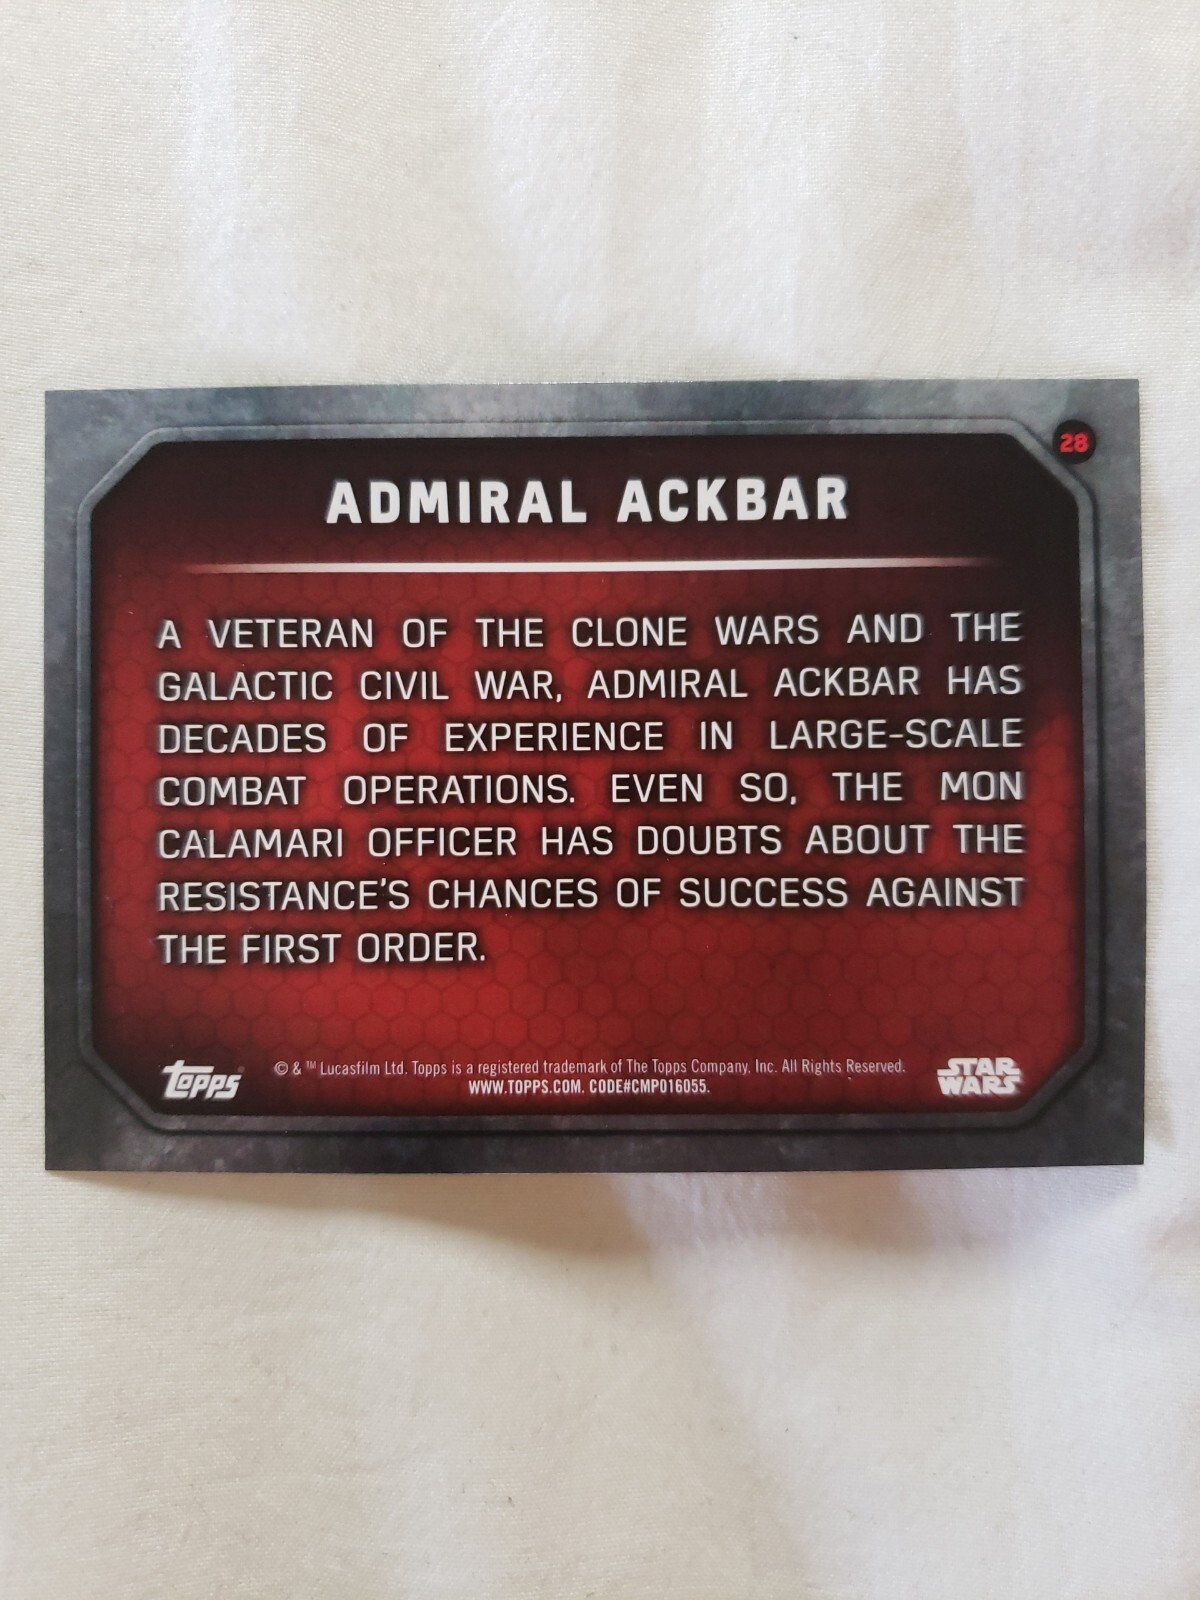 28
ADMIRAL ACKBAR
A VETERAN OF THE CLONE WARS AND THE
GALACTIC CIVIL WAR, ADMIRAL ACKBAR HAS
DECADES OF EXPERIENCE IN LARGE-SCALE
COMBAT OPERATIONS. EVEN SO, THE MON
CALAMARI OFFICER HAS DOUBTS ABOUT THE
RESISTANCE'S CHANCES OF SUCCESS AGAINST
THE FIRST ORDER.
Topps
© & ™ Lucasfilm Ltd. Topps is a registered trademark of The Topps Company, Inc. All Rights Reserved.
WWW.TOPPS.COM. CODE#CMP016055.
STAR
WARS